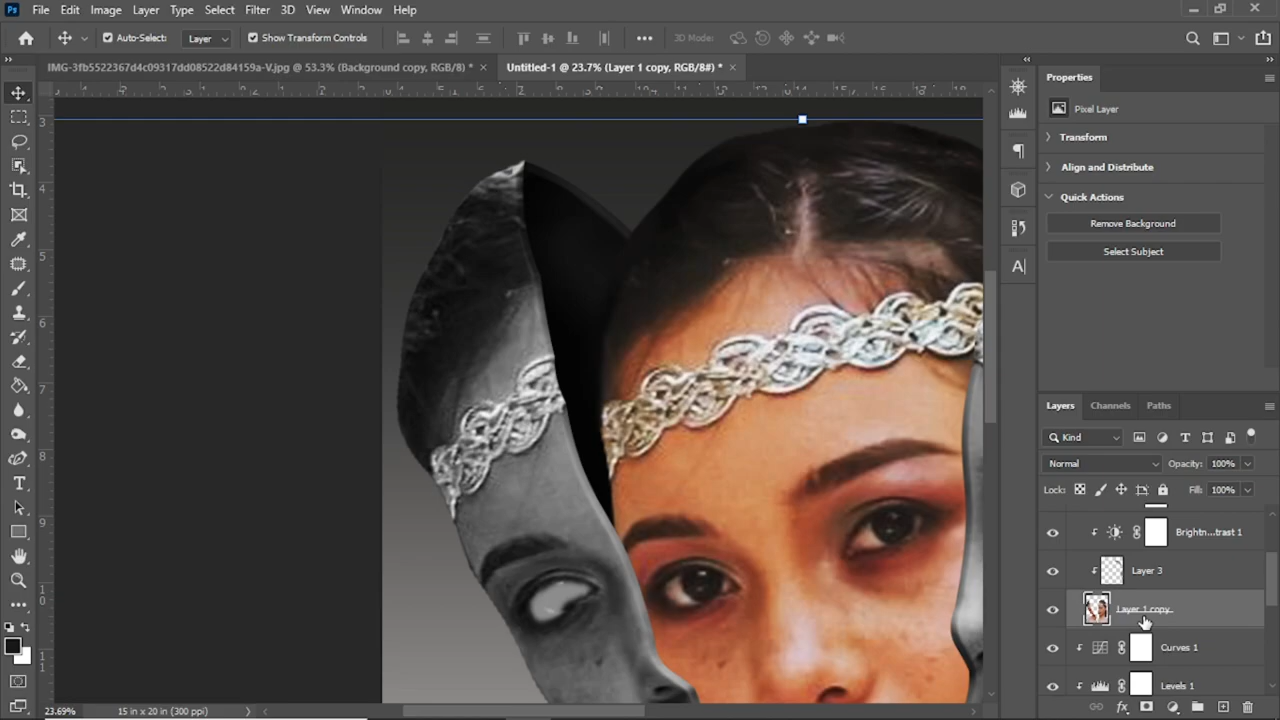 Ps File Edit Image Layer Type Select Filter 3D View Window Help
Auto-Select: Layer Show Transform Controls 3D Mode:
IMG-3fb5522367d4c09317dd08522d84159a-V.jpg @ 53.3% (Background copy, RGB/8) * Untitled-1 @ 23.7% (Layer 1 copy, RGB/8#) *
Properties
Pixel Layer
Transform
Align and Distribute
Quick Actions
Remove Background
Select Subject
Layers Channels Paths
Kind
Normal Opacity: 100%
Lock: Fill: 100%
Brightn...trast 1
Layer 3
Layer 1 copy
Curves 1
Levels 1
23.69% 15 in x 20 in (300 ppi)